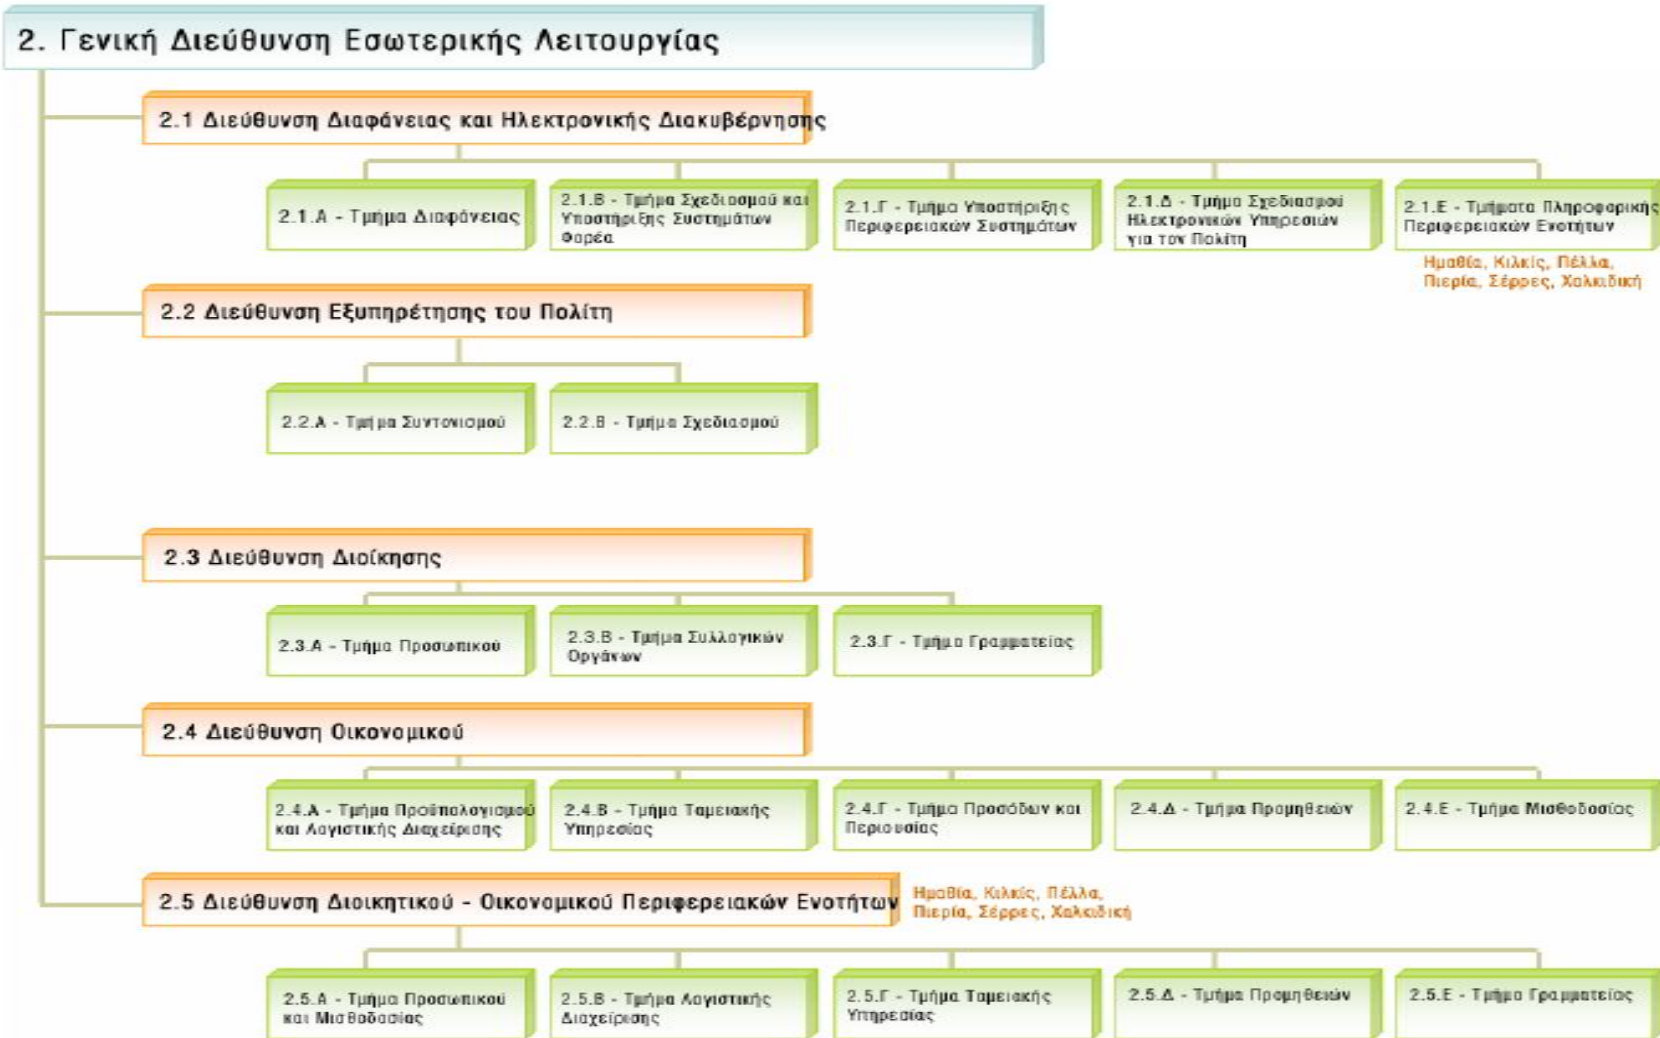 2. Γενική Διεύθυνση Εσωτερικής Λειτουργίας
2.1 Διεύθυνση Διαφάνειας και Ηλεκτρονικής Διακυβέρνησης
2.1.Α - Τμήμα Διαφάνειας
2.1.Β - Τμήμα Σχεδιασμού και
Υποστήριξης Συστημάτων
Φορέα
2.1.Γ - Τμήμα Υποστήριξης
Περιφερειακών Συστημάτων
2.1.Δ - Τμήμα Σχεδιασμού
Ηλεκτρονικών Υπηρεσιών
για τον Πολίτη
2.1.Ε - Τμήματα Πληροφορικής
Περιφερειακών Ενοτήτων
Ημαθία, Κιλκίς, Πέλλα,
Πιερία, Σέρρες, Χαλκιδική
2.2 Διεύθυνση Εξυπηρέτησης του Πολίτη
2.2.Α - Τμήμα Συντονισμού
2.2.Β - Τμήμα Σχεδιασμού
2.3 Διεύθυνση Διοίκησης
2.3.Α - Τμήμα Προσωπικού
2.3.Β - Τμήμα Συλλογικών
Οργάνων
2.3.Γ - Τμήμα Γραμματείας
2.4 Διεύθυνση Οικονομικού
2.4.Α - Τμήμα Προϋπολογισμού
και Λογιστικής Διαχείρισης
2.4.Β - Τμήμα Ταμειακής
Υπηρεσίας
2.4.Γ - Τμήμα Προσόδων και
Περιουσίας
2.4.Δ - Τμήμα Προμηθειών
2.4.Ε - Τμήμα Μισθοδοσίας
2.5 Διεύθυνση Διοικητικού - Οικονομικού Περιφερειακών Ενοτήτων
Ημαθία, Κιλκίς, Πέλλα,
Πιερία, Σέρρες, Χαλκιδική
2.5.Α - Τμήμα Προσωπικού
και Μισθοδοσίας
2.5.Β - Τμήμα Λογιστικής
Διαχείρισης
2.5.Γ - Τμήμα Ταμειακής
Υπηρεσίας
2.5.Δ - Τμήμα Προμηθειών
2.5.Ε - Τμήμα Γραμματείας